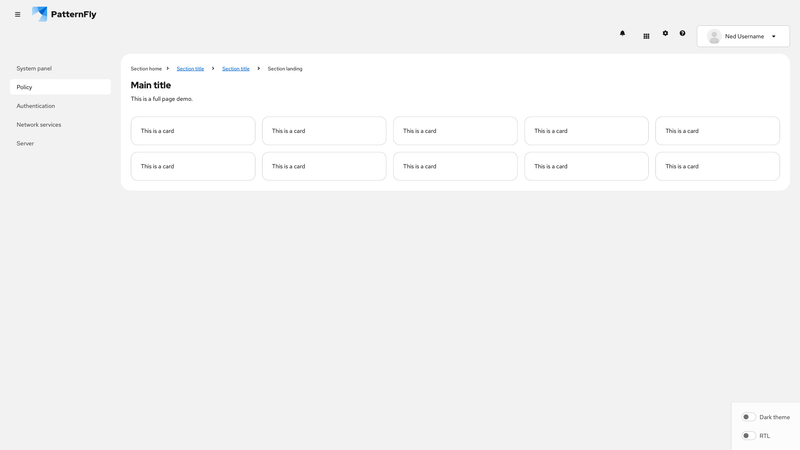 PatternFly
Ned Username
System panel
Policy
Authentication
Network services
Server
Section home
Section title
Section title
Section landing
Main title
This is a full page demo.
This is a card
This is a card
This is a card
This is a card
This is a card
This is a card
This is a card
This is a card
This is a card
This is a card
Dark theme
RTL